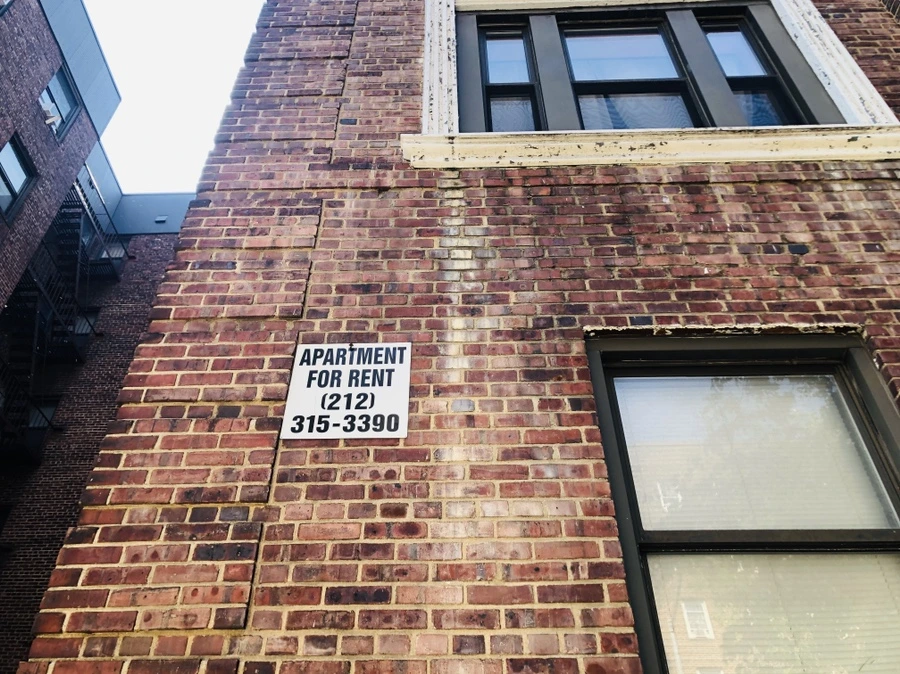 APARTMENT
FOR RENT
(212)
315-3390